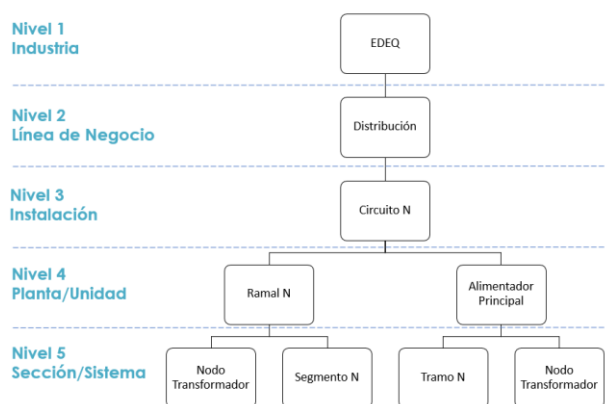 Nivel 1
Industria
EDEQ
Nivel 2
Línea de Negocio
Distribución
Nivel 3
Instalación
Circuito N
Nivel 4
Planta/Unidad
Ramal N
Alimentador
Principal
Nivel 5
Sección/Sistema
Nodo
Transformador
Segmento N
Tramo N
Nodo
Transformador